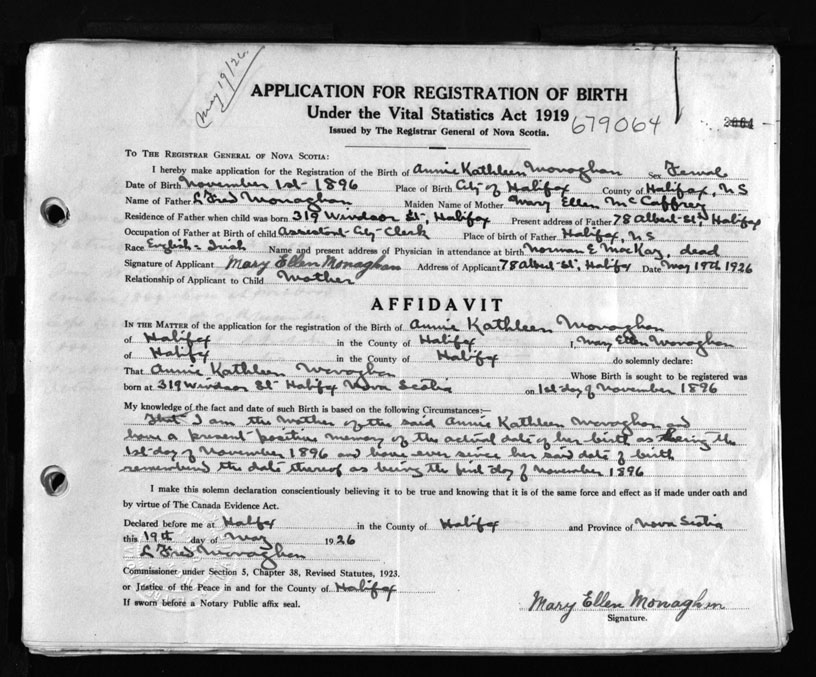 May 19/26
APPLICATION FOR REGISTRATION OF BIRTH
Under the Vital Statistics Act 1919
679064
2664
Issued by The Registrar General of Nova Scotia.
TO THE REGISTRAR GENERAL OF NOVA SCOTIA:
I hereby make application for the Registration of the Birth of Annie Kathleen Monaghan Sex Female
Date of Birth November 1st - 1896 Place of Birth City of Halifax County of Halifax, N S
Name of Father L Fred Monaghan Maiden Name of Mother Mary Ellen McCaffrey
Residence of Father when child was born 319 Windsor St, Halifax Present address of Father 78 Albert St, Halifax
Occupation of Father at Birth of child Assistant City Clerk Place of birth of Father Halifax, N S
Race English - Irish Name and present address of Physician in attendance at birth Norman E. MacKay, dead
Signature of Applicant Mary Ellen Monaghan Address of Applicant 78 Albert St, Halifax Date May 19th 1926
Relationship of Applicant to Child Mother
AFFIDAVIT
IN THE MATTER of the application for the registration of the Birth of Annie Kathleen Monaghan
of Halifax in the County of Halifax I, Mary Ellen Monaghan
of Halifax in the County of Halifax do solemnly declare:
That Annie Kathleen Monaghan Whose Birth is sought to be registered was
born at 319 Windsor St Halifax Nova Scotia on 1st day of November 1896
My knowledge of the fact and date of such Birth is based on the following Circumstances:—
That I am the mother of the said Annie Kathleen Monaghan and
have a present positive memory of the actual date of her birth as being the
1st day of November 1896 and have ever since her said date of birth
remembered the date thereof as being the first day of November 1896
I make this solemn declaration conscientiously believing it to be true and knowing that it is of the same force and effect as if made under oath and
by virtue of The Canada Evidence Act.
Declared before me at Halifax in the County of Halifax and Province of Nova Scotia
this 19th day of May 1926
L Fred Monaghan
Commissioner under Section 5, Chapter 38, Revised Statutes, 1923.
or Justice of the Peace in and for the County of Halifax
If sworn before a Notary Public affix seal.
Mary Ellen Monaghan
Signature.